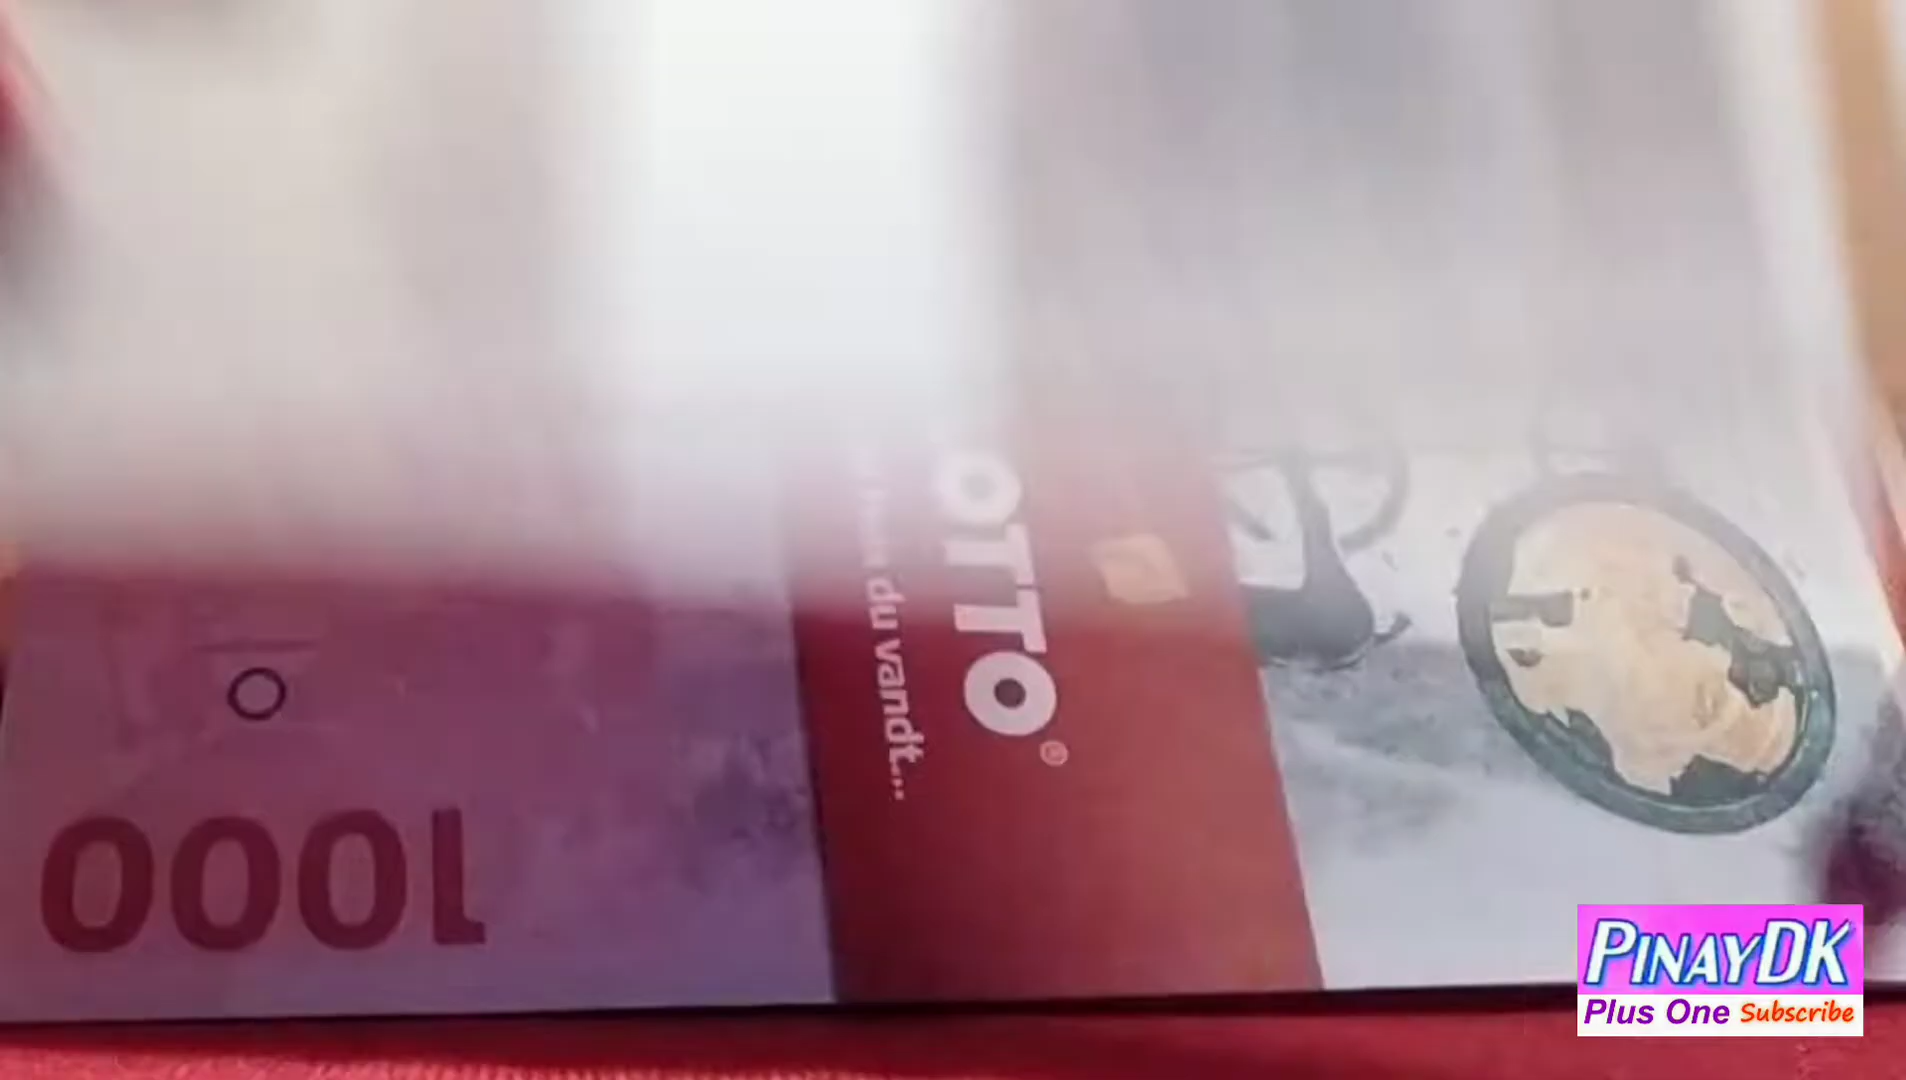 OTTO®
du vandt...
1000
PINAYDK
Plus One Subscribe